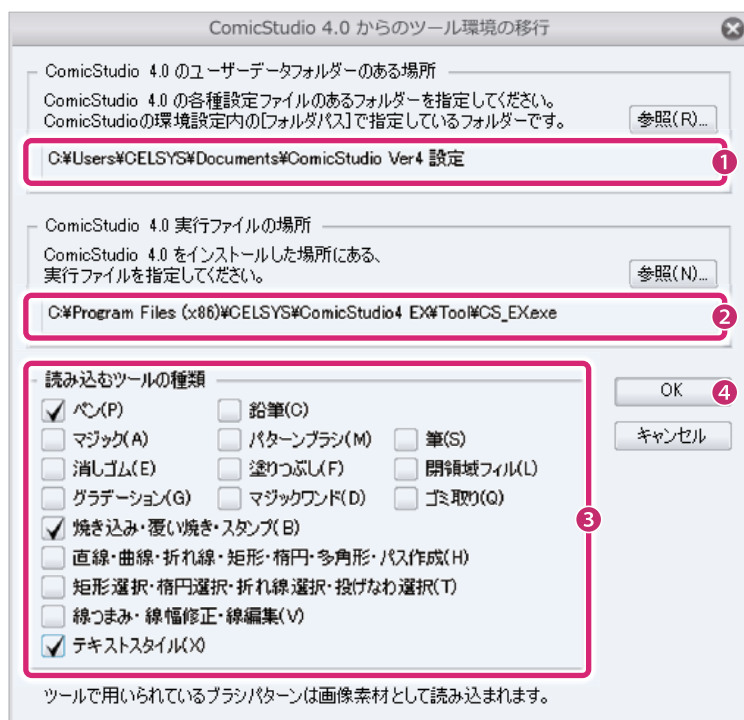 ComicStudio 4.0 からのツール環境の移行
ComicStudio 4.0 のユーザーデータフォルダーのある場所
ComicStudio 4.0 の各種設定ファイルのあるフォルダーを指定してください。
ComicStudioの環境設定内の[フォルダパス]で指定しているフォルダーです。
参照(R)...
C:¥Users¥CELSYS¥Documents¥ComicStudio Ver4 設定
1
ComicStudio 4.0 実行ファイルの場所
ComicStudio 4.0 をインストールした場所にある、
実行ファイルを指定してください。
参照(N)...
C:¥Program Files (x86)¥CELSYS¥ComicStudio4 EX¥Tool¥CS_EX.exe
2
読み込むツールの種類
ペン(P) 鉛筆(C)
マジック(A) パターンブラシ(M) 筆(S)
消しゴム(E) 塗りつぶし(F) 閉領域フィル(L)
グラデーション(G) マジックワンド(D) ゴミ取り(Q)
焼き込み・覆い焼き・スタンプ(B)
直線・曲線・折れ線・矩形・楕円・多角形・パス作成(H)
矩形選択・楕円選択・折れ線選択・投げなわ選択(T)
線つまみ・線幅修正・線編集(V)
テキストスタイル(X)
3
OK 4
キャンセル
ツールで用いられているブラシパターンは画像素材として読み込まれます。